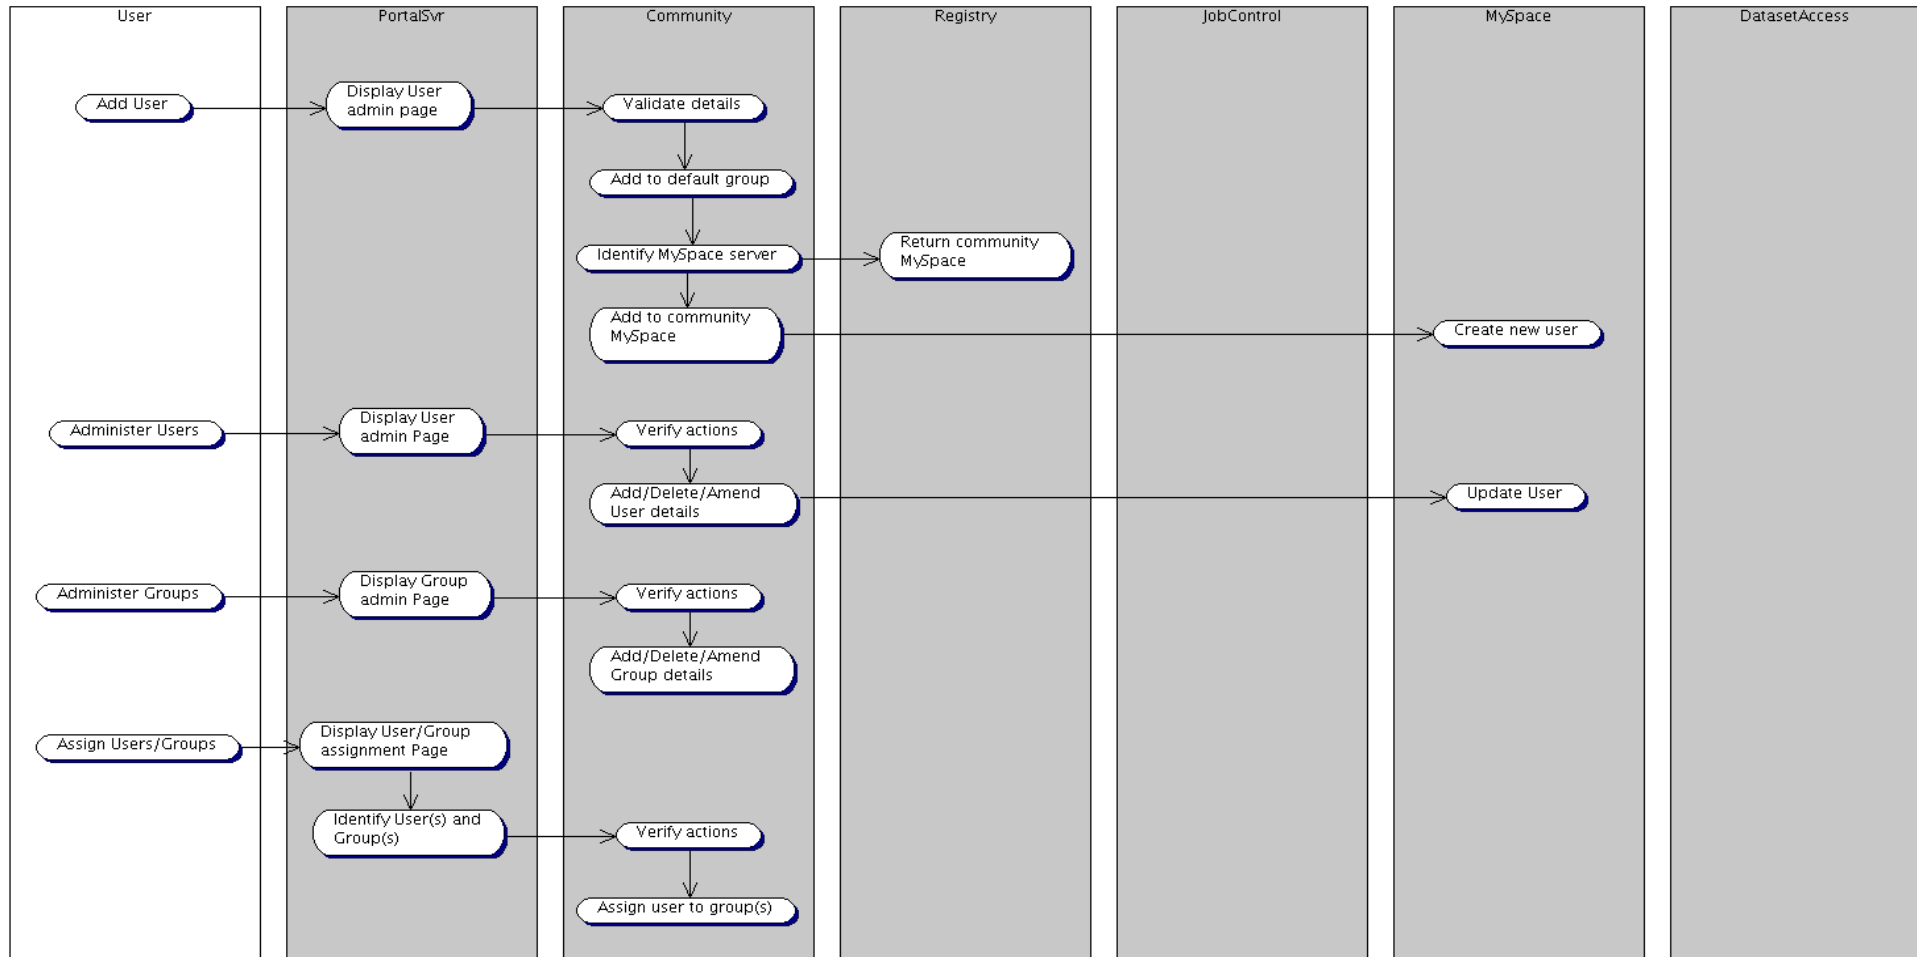 User
PortalSvr
Community
Registry
JobControl
MySpace
DatasetAccess
Add User
Display User
admin page
Validate details
Add to default group
Identify MySpace server
Return community
MySpace
Add to community
MySpace
Create new user
Administer Users
Display User
admin Page
Verify actions
Add/Delete/Amend
User details
Update User
Administer Groups
Display Group
admin Page
Verify actions
Add/Delete/Amend
Group details
Assign Users/Groups
Display User/Group
assignment Page
Identify User(s) and
Group(s)
Verify actions
Assign user to group(s)